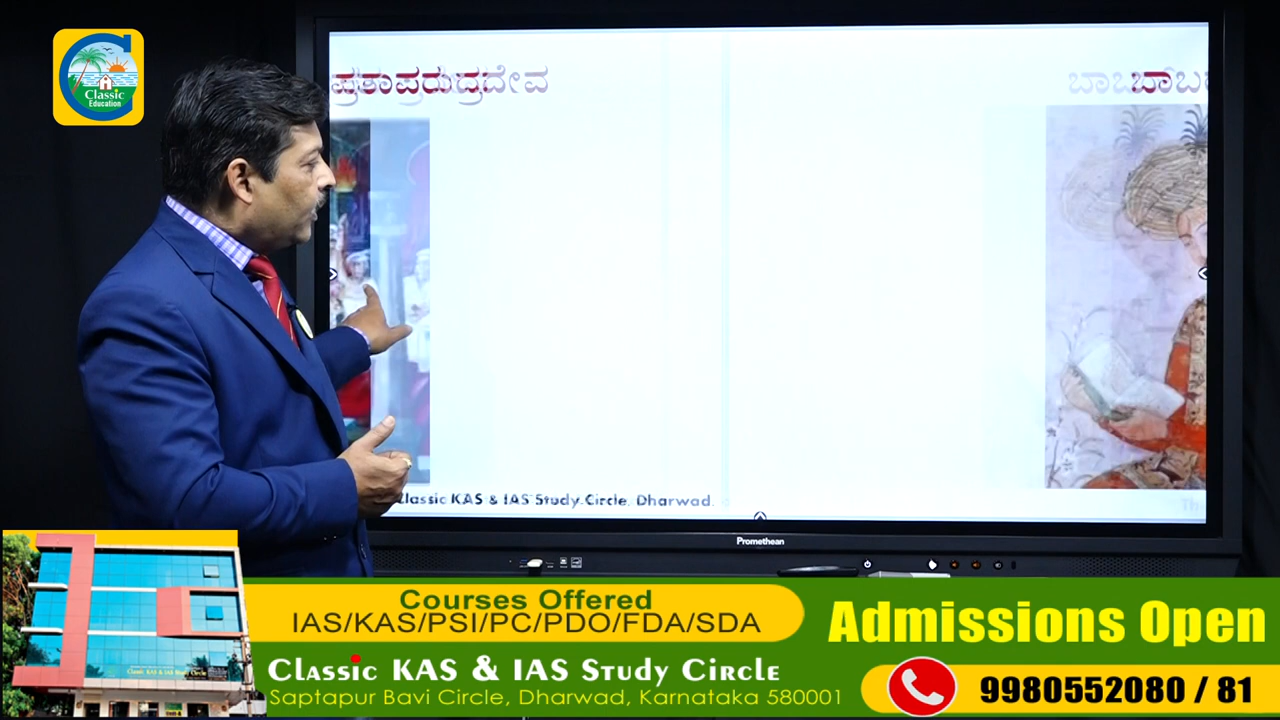 Classic
Education
ಪ್ರತಾಪರುದ್ರದೇವ
Classic KAS & IAS Study Circle, Dharwad.
Promethean
Courses Offered
IAS/KAS/PSI/PC/PDO/FDA/SDA
Admissions Open
Classic KAS & IAS Study Circle
Saptapur Bavi Circle, Dharwad, Karnataka 580001
9980552080 / 81